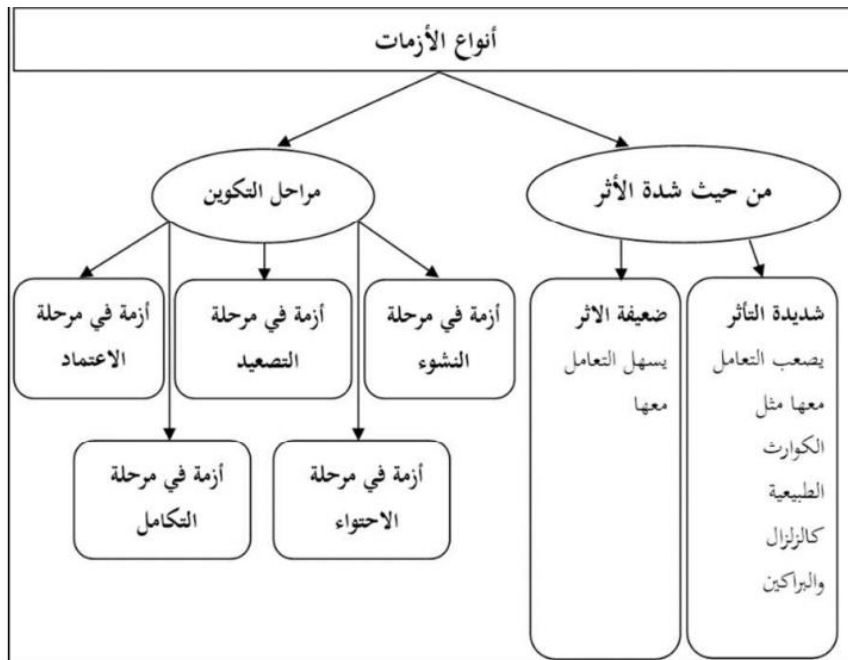 أنواع الأزمات
من حيث شدة الأثر
مراحل التكوين
شديدة التأثر
يصعب التعامل
معها مثل
الكوارث
الطبيعية
كالزلزال
والبراكين
ضعيفة الاثر
يسهل التعامل
معها
أزمة في مرحلة
النشوء
أزمة في مرحلة
التصعيد
أزمة في مرحلة
الاعتماد
أزمة في مرحلة
الاحتواء
أزمة في مرحلة
التكامل